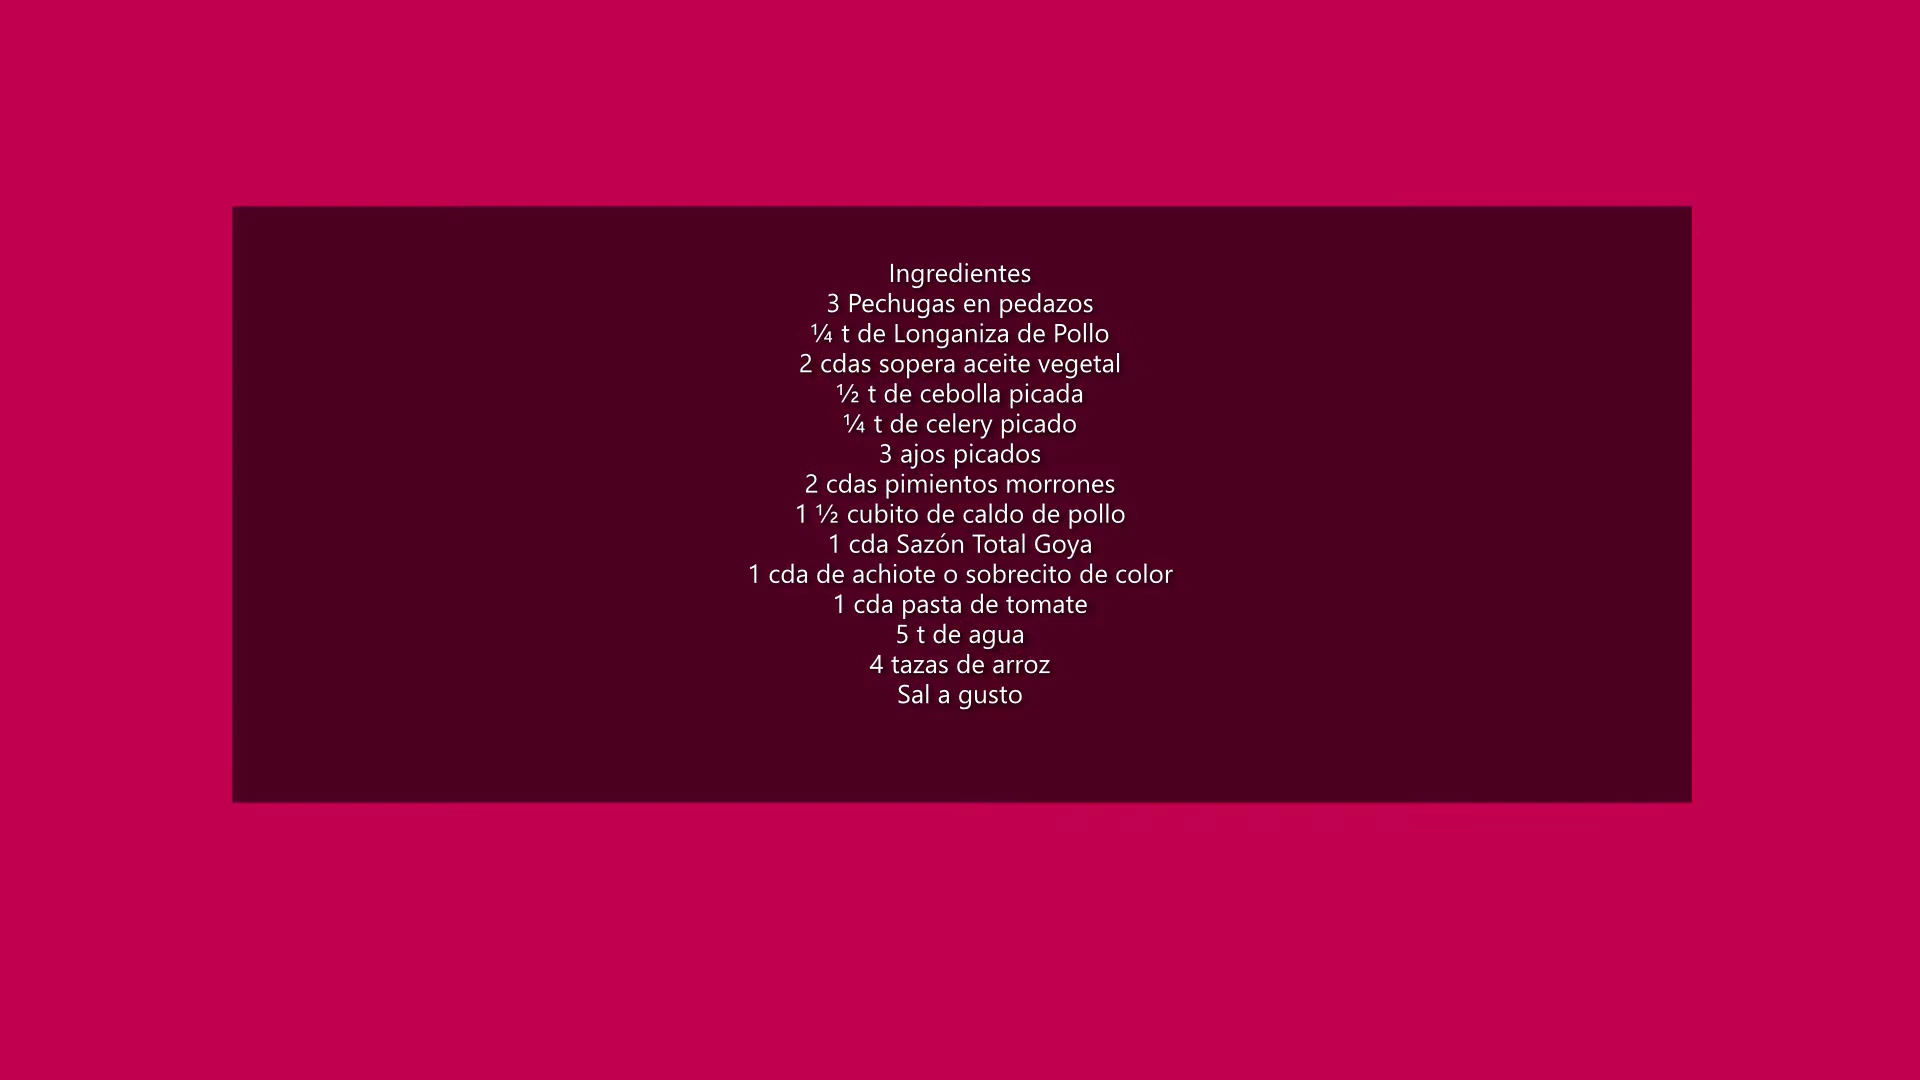 Ingredientes
3 Pechugas en pedazos
¼ t de Longaniza de Pollo
2 cdas sopera aceite vegetal
½ t de cebolla picada
¼ t de celery picado
3 ajos picados
2 cdas pimientos morrones
1 ½ cubito de caldo de pollo
1 cda Sazón Total Goya
1 cda de achiote o sobrecito de color
1 cda pasta de tomate
5 t de agua
4 tazas de arroz
Sal a gusto